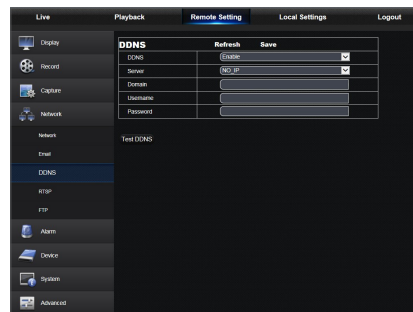 Live Playback Remote Setting Local Settings Logout
Display
Record
Capture
Network
Network
Email
DDNS
RTSP
FTP
Alarm
Device
System
Advanced
DDNS Refresh Save
DDNS Enable
Server NO_IP
Domain
Username
Password
Test DDNS